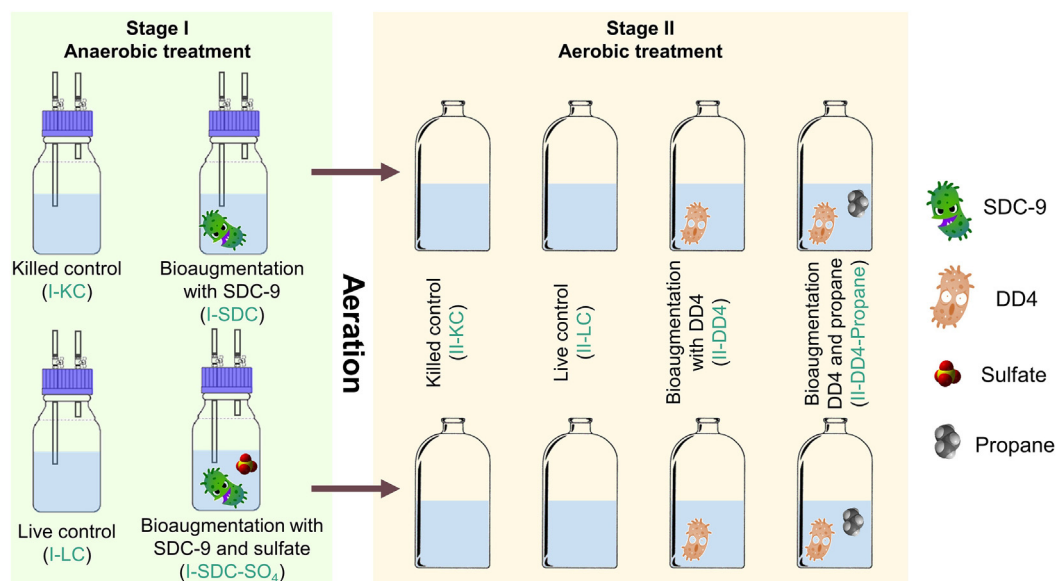 Stage I
Anaerobic treatment
Killed control
(I-KC)
Bioaugmentation
with SDC-9
(I-SDC)
Live control
(I-LC)
Bioaugmentation with
SDC-9 and sulfate
(I-SDC-SO₄)
Aeration
Stage II
Aerobic treatment
Killed control
(II-KC)
Live control
(II-LC)
Bioaugmentation
with DD4
(II-DD4)
Bioaugmentation
DD4 and propane
(II-DD4-Propane)
SDC-9
DD4
Sulfate
Propane